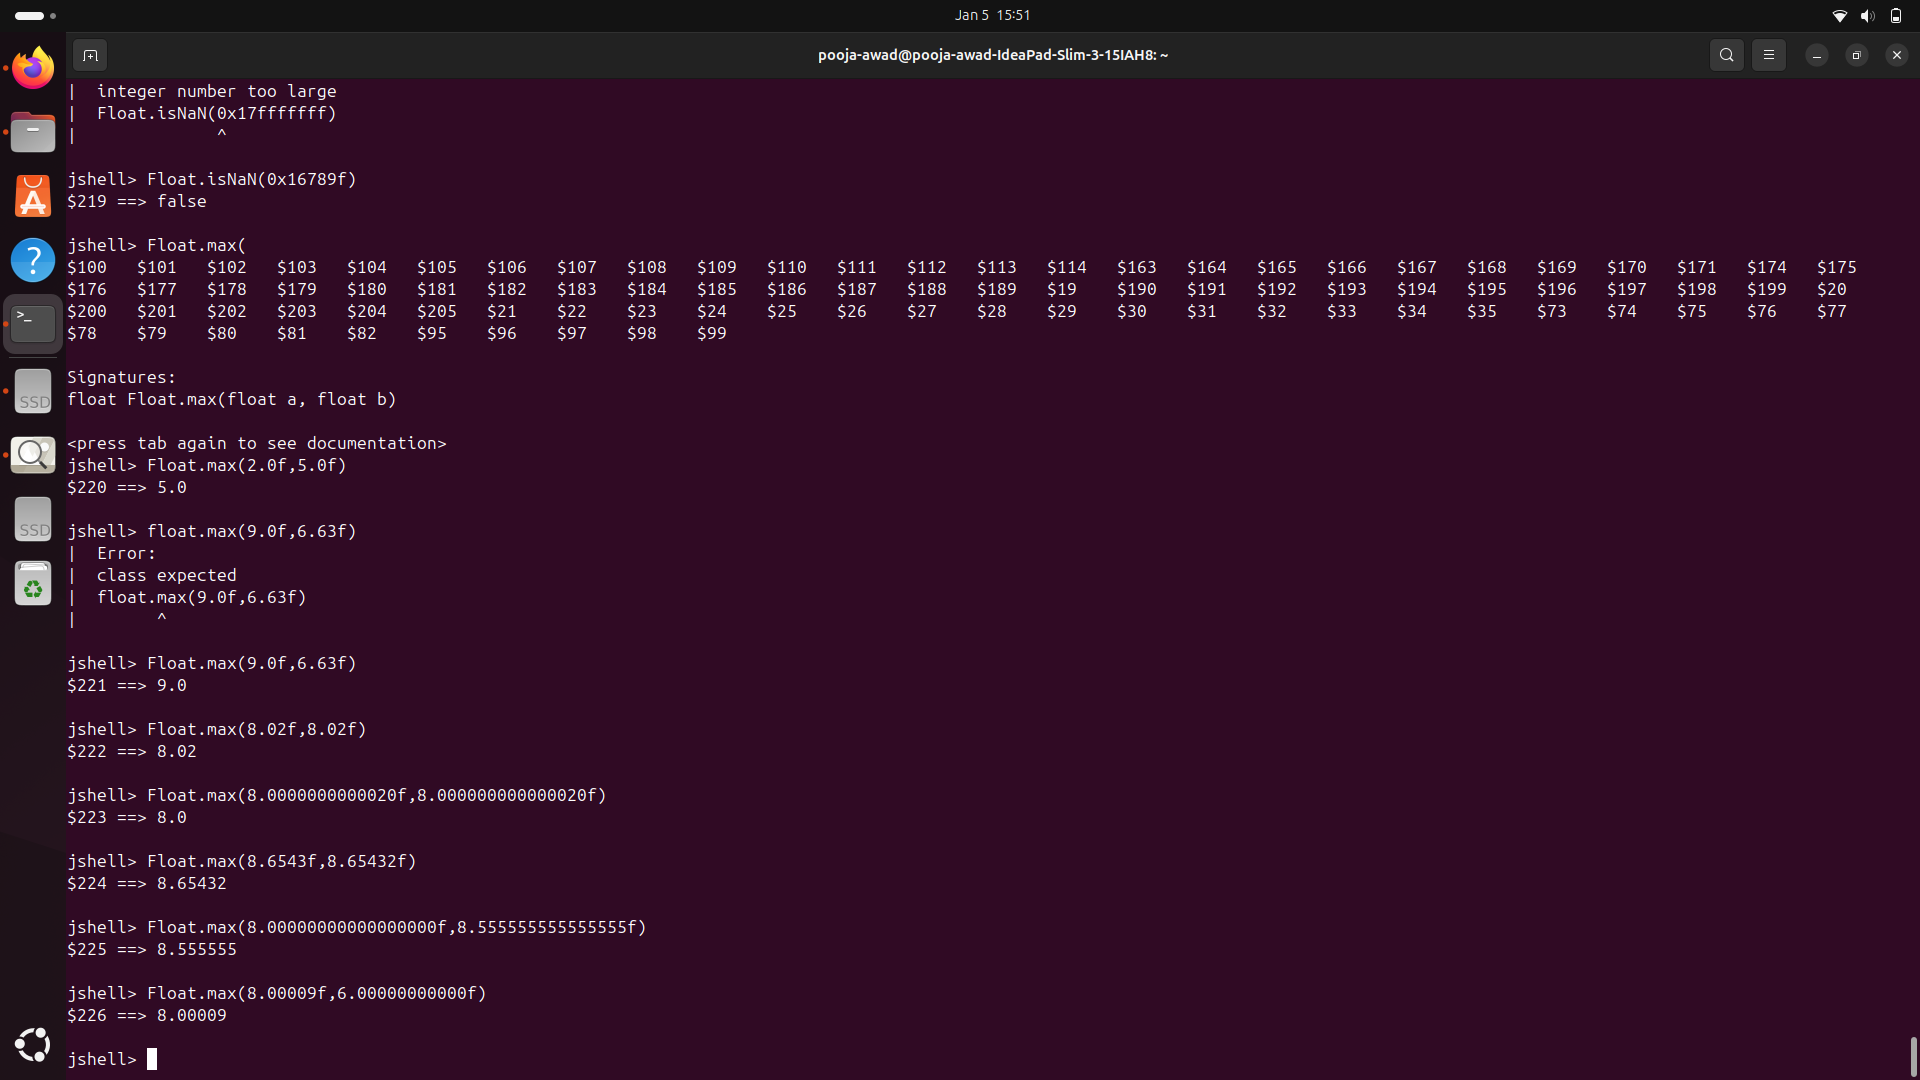 Jan 5 15:51
pooja-awad@pooja-awad-IdeaPad-Slim-3-15IAH8: ~
| integer number too large
| Float.isNaN(0x17fffffff)
| ^
jshell> Float.isNaN(0x16789f)
$219 ==> false
jshell> Float.max(
$100 $101 $102 $103 $104 $105 $106 $107 $108 $109 $110 $111 $112 $113 $114 $163 $164 $165 $166 $167 $168 $169 $170 $171 $174 $175
$176 $177 $178 $179 $180 $181 $182 $183 $184 $185 $186 $187 $188 $189 $19 $190 $191 $192 $193 $194 $195 $196 $197 $198 $199 $20
$200 $201 $202 $203 $204 $205 $21 $22 $23 $24 $25 $26 $27 $28 $29 $30 $31 $32 $33 $34 $35 $73 $74 $75 $76 $77
$78 $79 $80 $81 $82 $95 $96 $97 $98 $99
Signatures:
float Float.max(float a, float b)
<press tab again to see documentation>
jshell> Float.max(2.0f,5.0f)
$220 ==> 5.0
jshell> float.max(9.0f,6.63f)
| Error:
| class expected
| float.max(9.0f,6.63f)
| ^
jshell> Float.max(9.0f,6.63f)
$221 ==> 9.0
jshell> Float.max(8.02f,8.02f)
$222 ==> 8.02
jshell> Float.max(8.0000000000020f,8.000000000000020f)
$223 ==> 8.0
jshell> Float.max(8.6543f,8.65432f)
$224 ==> 8.65432
jshell> Float.max(8.00000000000000000f,8.555555555555555f)
$225 ==> 8.555555
jshell> Float.max(8.00009f,6.00000000000f)
$226 ==> 8.00009
jshell>
SSD
SSD